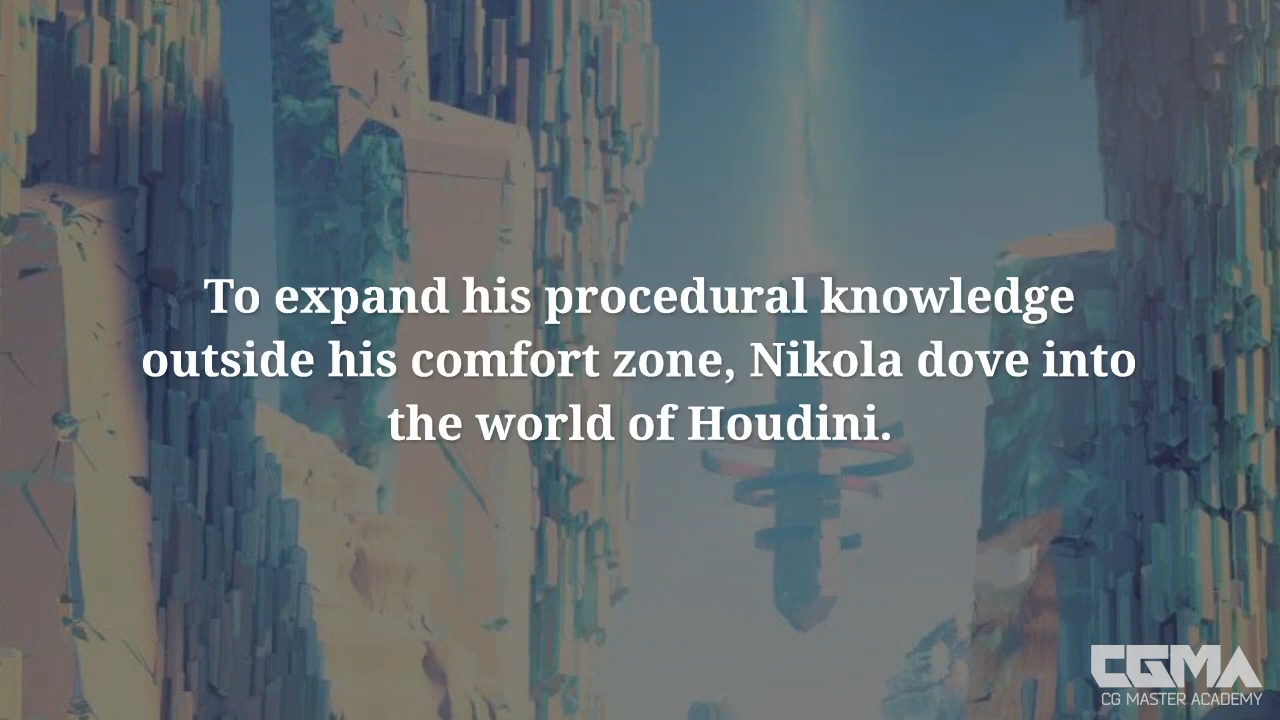 To expand his procedural knowledge
outside his comfort zone, Nikola dove into
the world of Houdini.
CGMA
CG MASTER ACADEMY